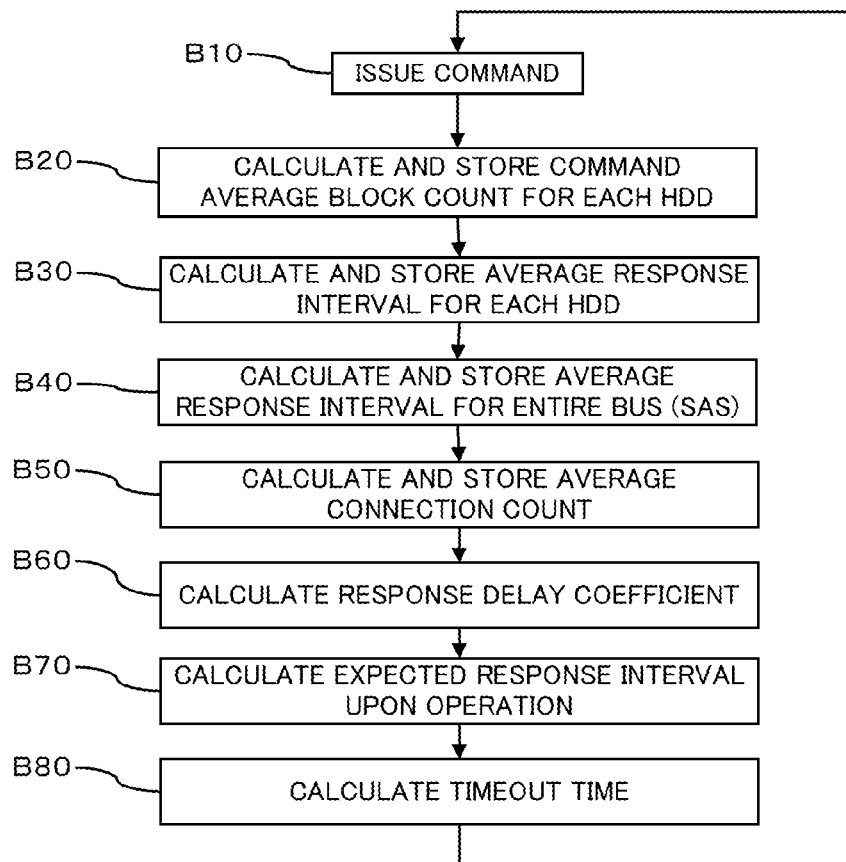 B10
ISSUE COMMAND
B20
CALCULATE AND STORE COMMAND
AVERAGE BLOCK COUNT FOR EACH HDD
B30
CALCULATE AND STORE AVERAGE RESPONSE
INTERVAL FOR EACH HDD
B40
CALCULATE AND STORE AVERAGE
RESPONSE INTERVAL FOR ENTIRE BUS (SAS)
B50
CALCULATE AND STORE AVERAGE
CONNECTION COUNT
B60
CALCULATE RESPONSE DELAY COEFFICIENT
B70
CALCULATE EXPECTED RESPONSE INTERVAL
UPON OPERATION
B80
CALCULATE TIMEOUT TIME